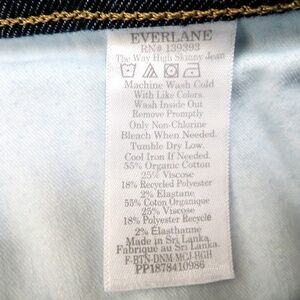 EVERLANE
RN# 139393
The Way High Skinny Jean
Machine Wash Cold
With Like Colors.
Wash Inside Out
Remove Promptly
Only Non-Chlorine
Bleach When Needed.
Tumble Dry Low.
Cool Iron If Needed.
55% Organic Cotton
25% Viscose
18% Recycled Polyester
2% Elastane
55% Coton Organique
25% Viscose
18% Polyester Recyclé
2% Élasthanne
Made in Sri Lanka.
Fabriqué au Sri Lanka.
F-BTN-DNM-MCJ-HGH
PP1878410986